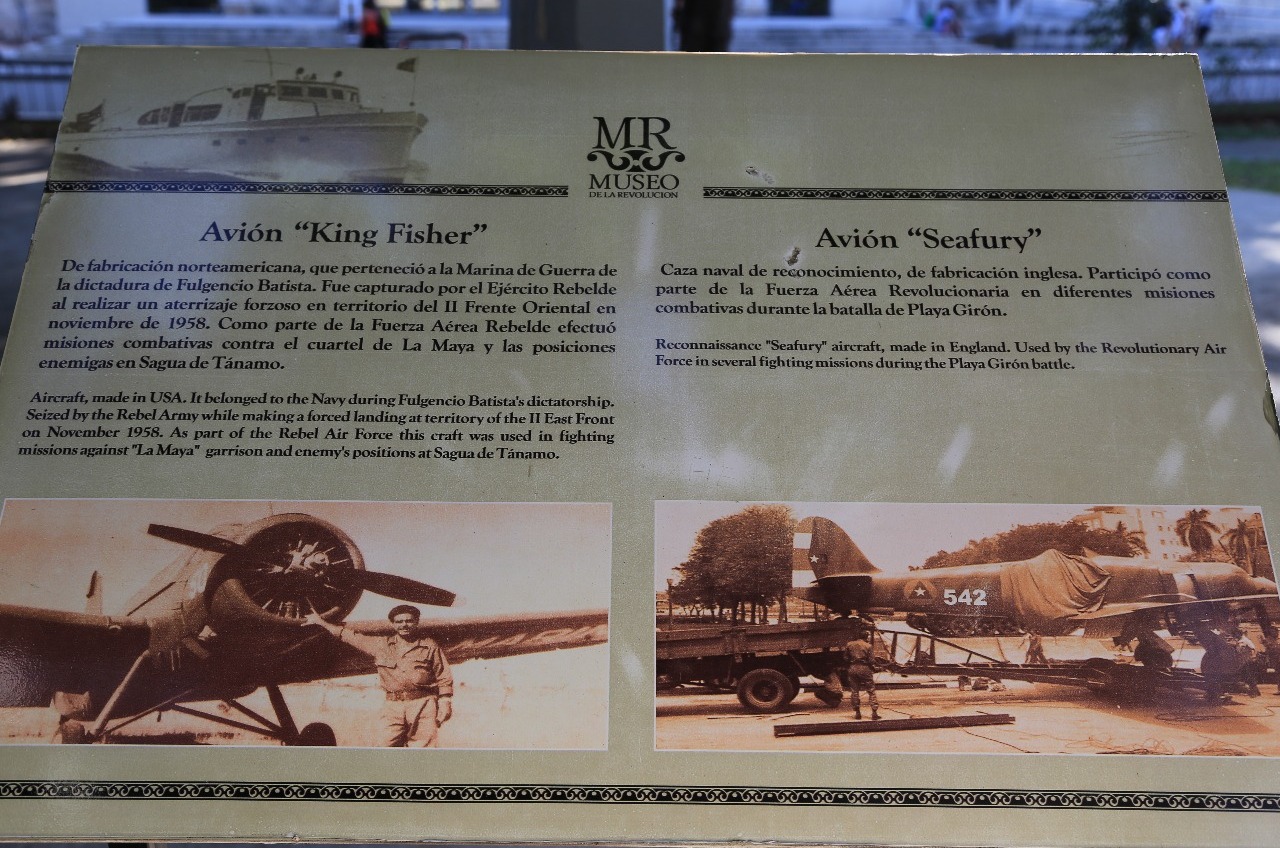 MR
MUSEO
DE LA REVOLUCION
Avión “King Fisher”
De fabricación norteamericana, que perteneció a la Marina de Guerra de
la dictadura de Fulgencio Batista. Fue capturado por el Ejército Rebelde
al realizar un aterrizaje forzoso en territorio del II Frente Oriental en
noviembre de 1958. Como parte de la Fuerza Aérea Rebelde efectuó
misiones combativas contra el cuartel de La Maya y las posiciones
enemigas en Sagua de Tánamo.
Aircraft, made in USA. It belonged to the Navy during Fulgencio Batista's dictatorship.
Seized by the Rebel Army while making a forced landing at territory of the II East Front
on November 1958. As part of the Rebel Air Force this craft was used in fighting
missions against "La Maya" garrison and enemy's positions at Sagua de Tánamo.
Avión “Seafury”
Caza naval de reconocimiento, de fabricación inglesa. Participó como
parte de la Fuerza Aérea Revolucionaria en diferentes misiones
combativas durante la batalla de Playa Girón.
Reconnaissance "Seafury" aircraft, made in England. Used by the Revolutionary Air
Force in several fighting missions during the Playa Girón battle.
542